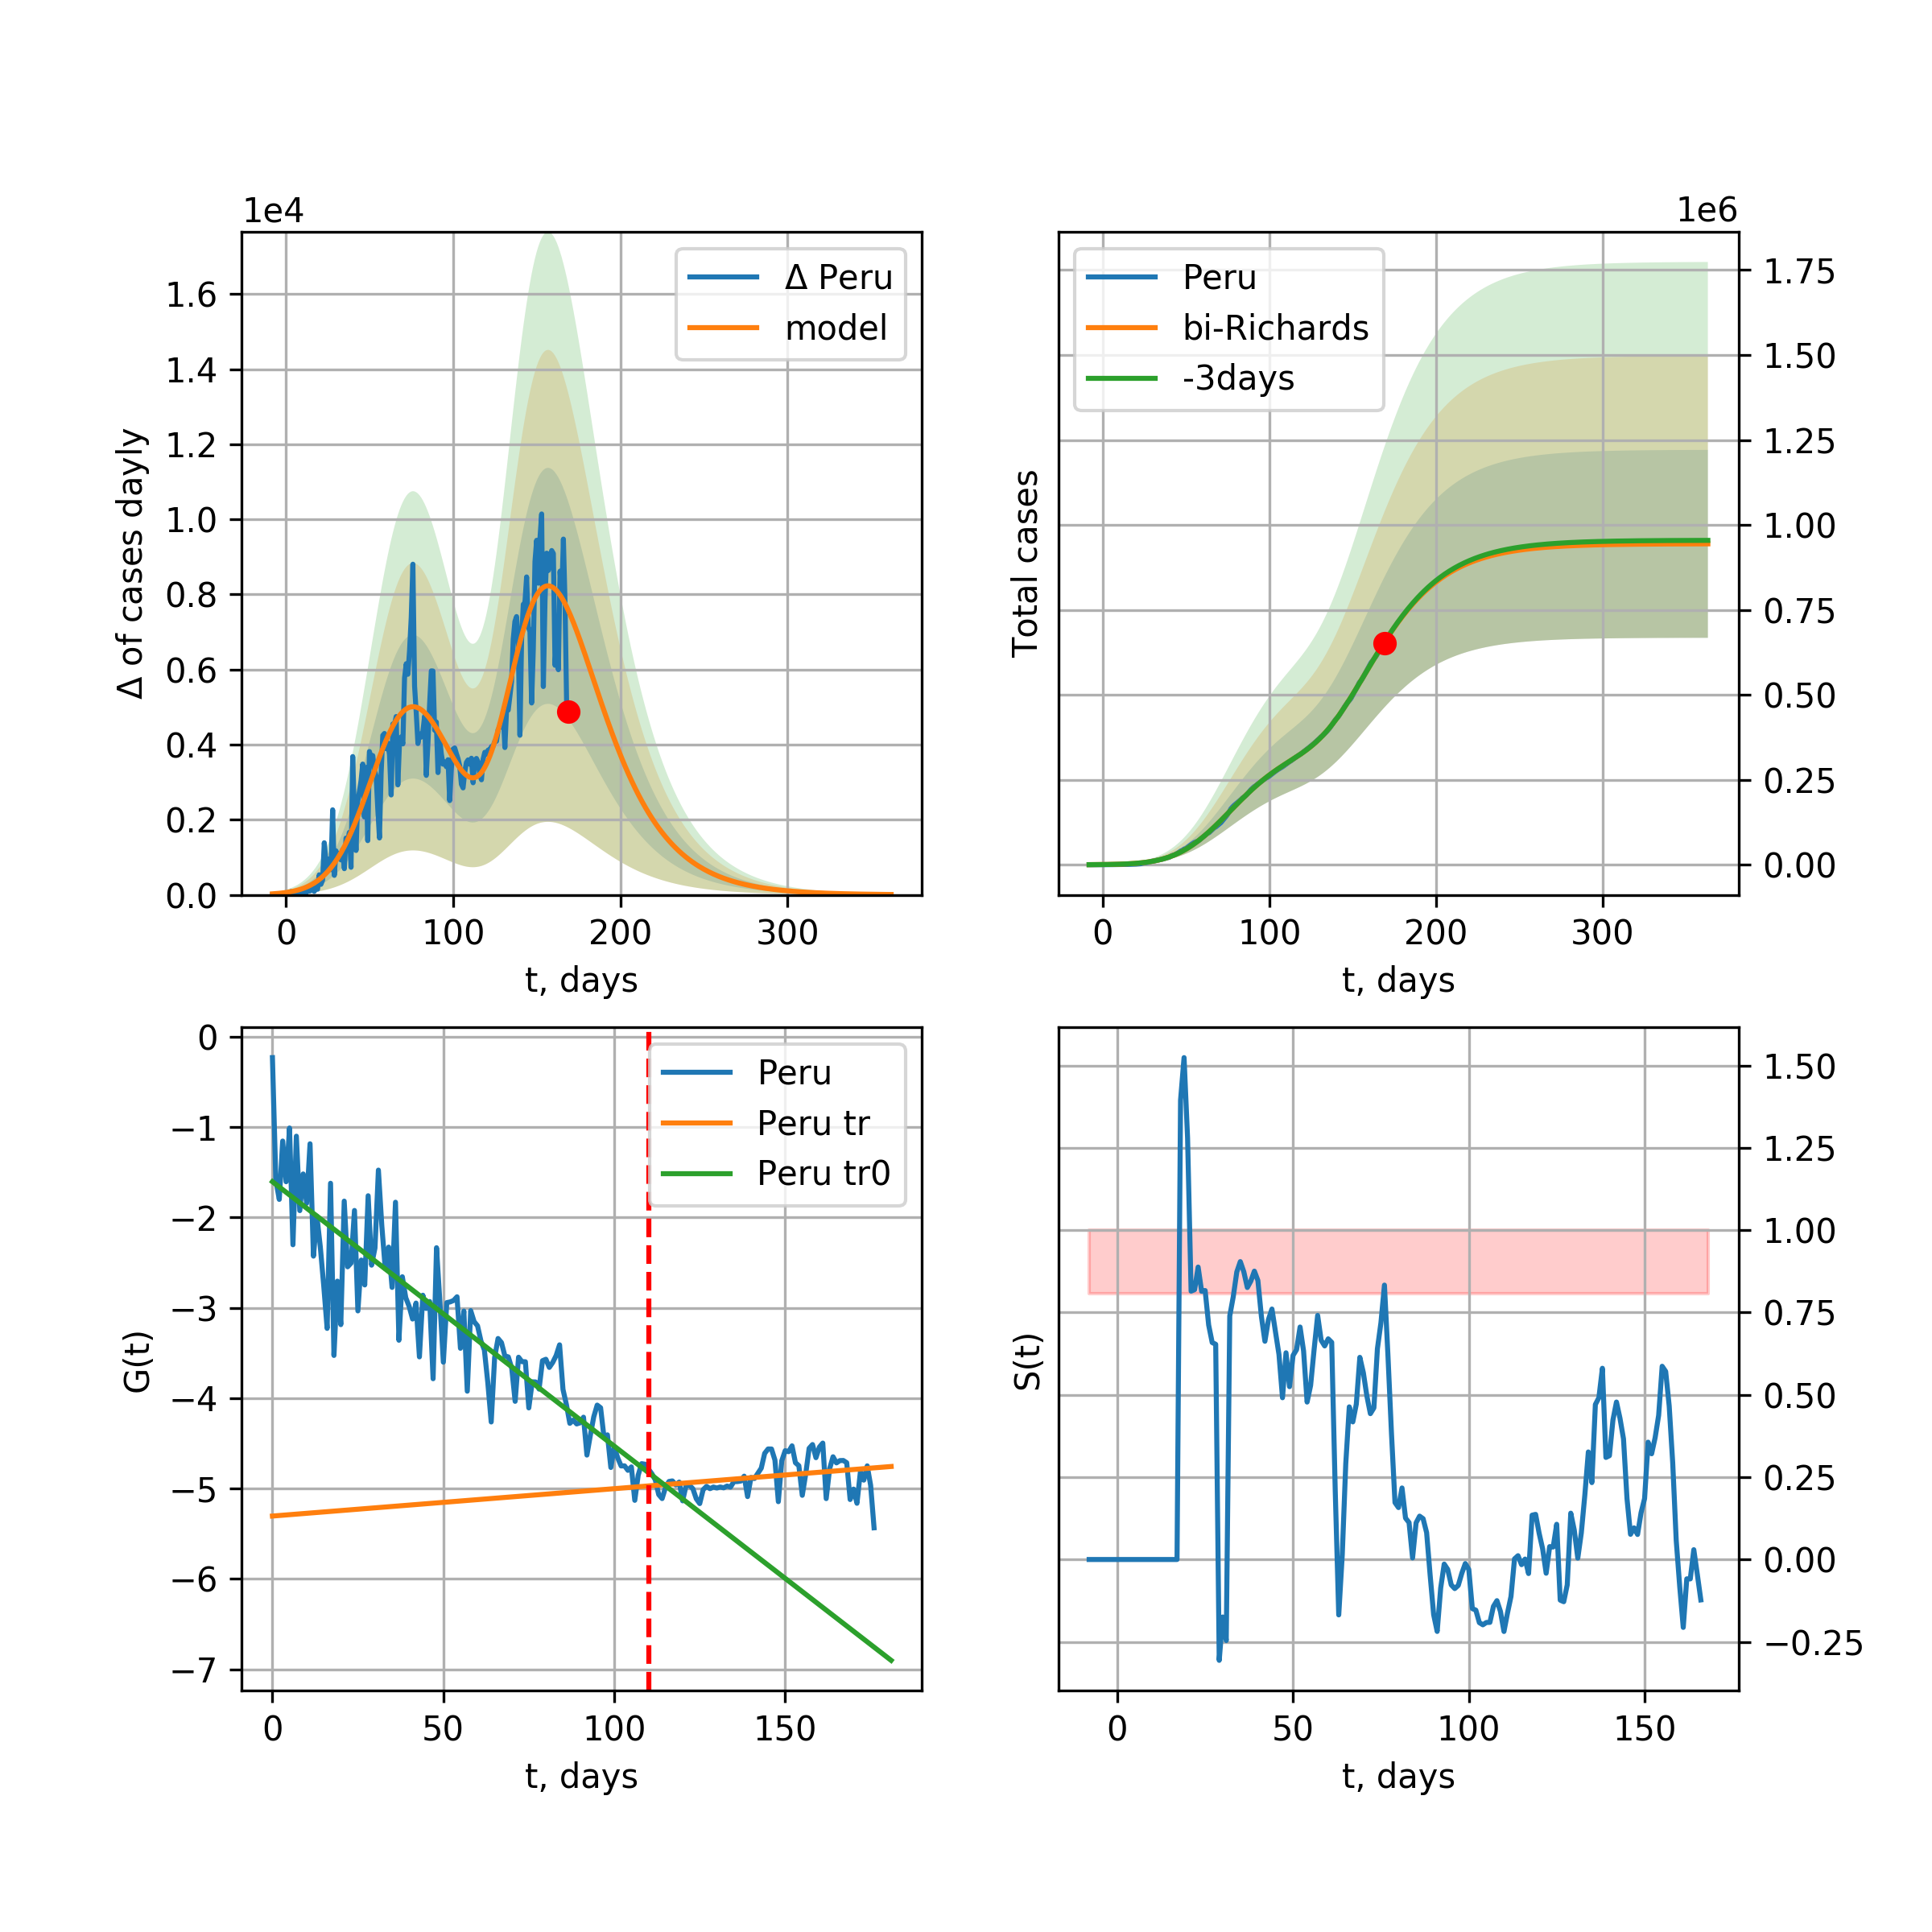 1e4
Δ of cases dayly
1.6
1.4
1.2
1.0
0.8
0.6
0.4
0.2
0.0
0 100 200 300
t, days
Δ Peru
model
1e6
Total cases
1.75
1.50
1.25
1.00
0.75
0.50
0.25
0.00
0 100 200 300
t, days
Peru
bi-Richards
-3days
G(t)
0
−1
−2
−3
−4
−5
−6
−7
0 50 100 150
t, days
Peru
Peru tr
Peru tr0
S(t)
1.50
1.25
1.00
0.75
0.50
0.25
0.00
−0.25
0 50 100 150
t, days